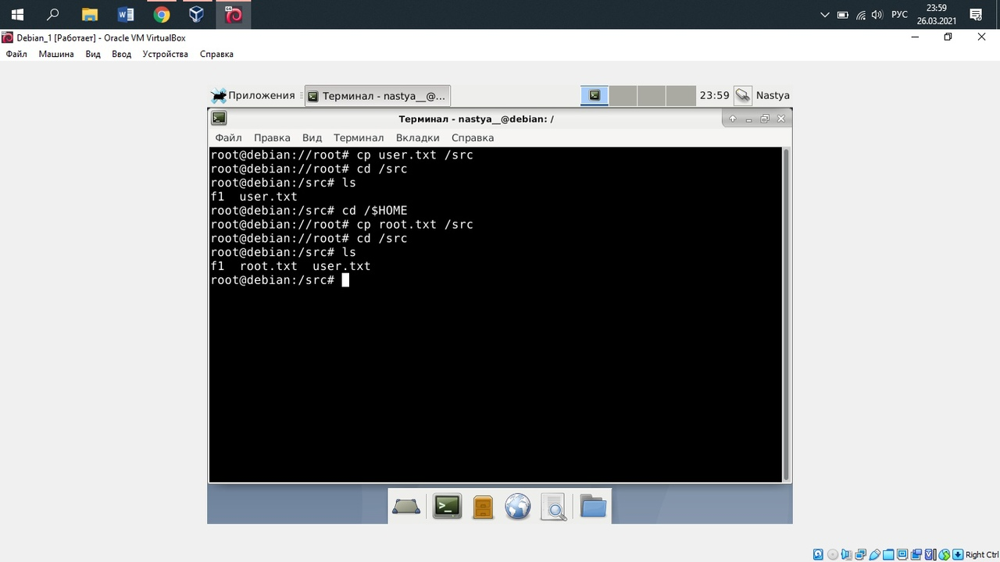 23:59
РУС
26.03.2021
Debian_1 [Работает] - Oracle VM VirtualBox
Файл Машина Вид Ввод Устройства Справка
Приложения Терминал - nastya__@... 23:59 Nastya
Терминал - nastya__@debian: /
Файл Правка Вид Терминал Вкладки Справка
root@debian://root# cp user.txt /src
root@debian://root# cd /src
root@debian:/src# ls
f1  user.txt
root@debian:/src# cd /$HOME
root@debian://root# cp root.txt /src
root@debian://root# cd /src
root@debian:/src# ls
f1  root.txt  user.txt
root@debian:/src#
Right Ctrl